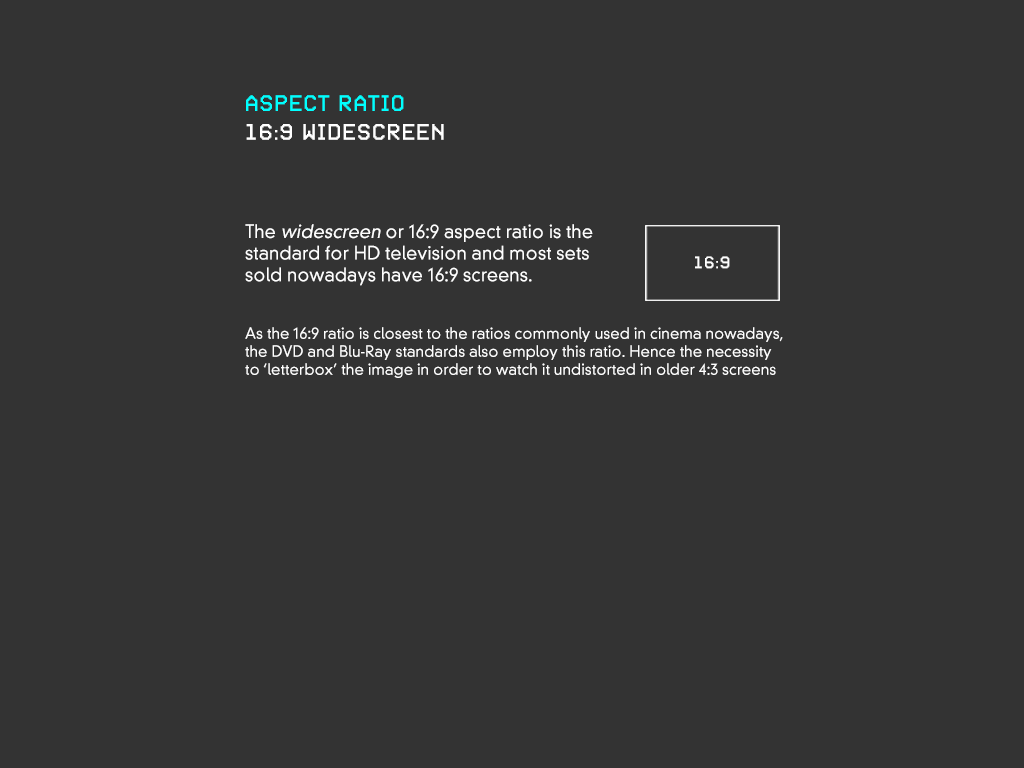 ASPECT RATIO
16:9 WIDESCREEN
The widescreen or 16:9 aspect ratio is the
standard for HD television and most sets
sold nowadays have 16:9 screens.
16:9
As the 16:9 ratio is closest to the ratios commonly used in cinema nowadays,
the DVD and Blu-Ray standards also employ this ratio. Hence the necessity
to ‘letterbox’ the image in order to watch it undistorted in older 4:3 screens